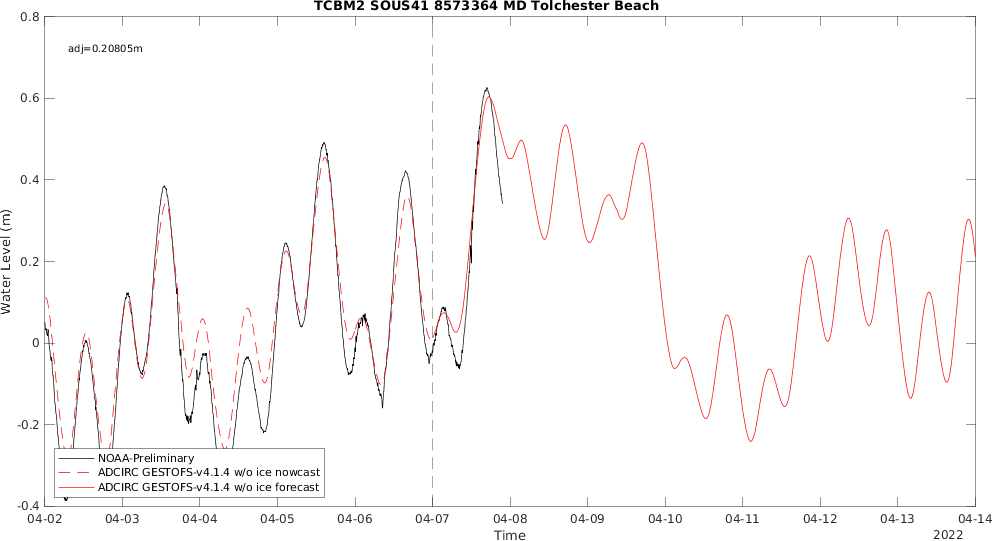 TCBM2 SOUS41 8573364 MD Tolchester Beach
adj=0.20805m
0.8
0.6
0.4
0.2
0
-0.2
-0.4
Water Level (m)
NOAA-Preliminary
ADCIRC GESTOFS-v4.1.4 w/o ice nowcast
ADCIRC GESTOFS-v4.1.4 w/o ice forecast
04-02 04-03 04-04 04-05 04-06 04-07 04-08 04-09 04-10 04-11 04-12 04-13 04-14
Time
2022